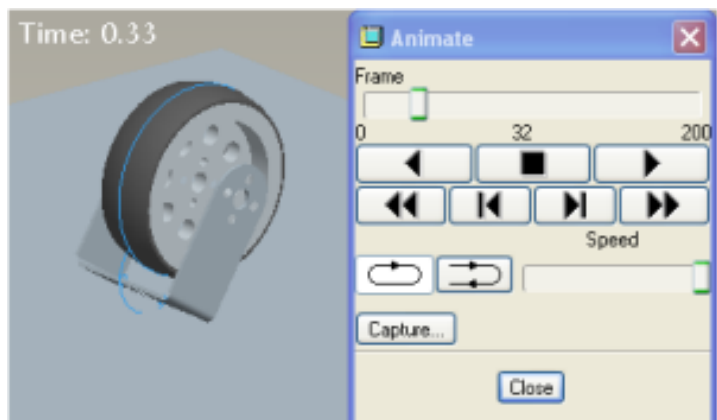 Time: 0.33
Animate
Frame
0 32 200
Speed
Capture...
Close